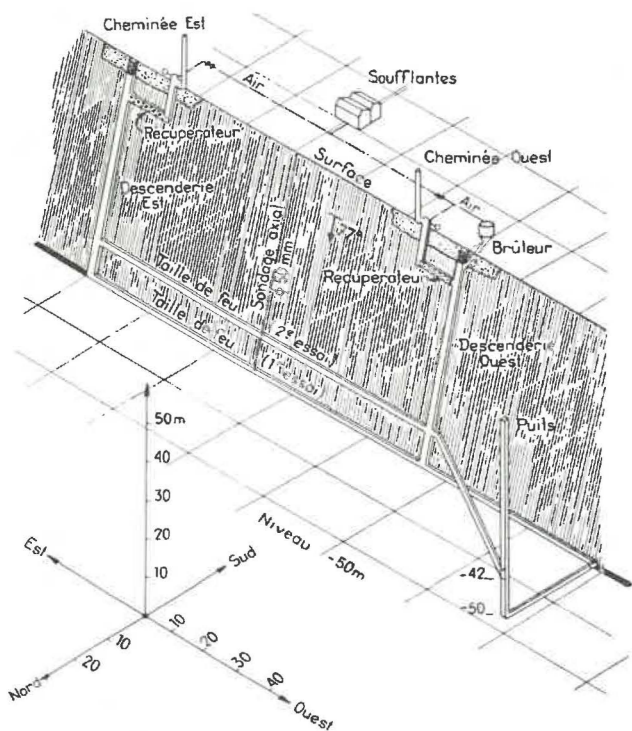 Cheminée Est
Air
Soufflantes
Récupérateur
Surface
Cheminée Ouest
Air
Descenderie
Est
Brûleur
Sondage axial
mm
Récupérateur
Taille de feu
2e essai
Taille de feu
(1er essai)
Descenderie
Ouest
Puits
50m
40
30
20
10
Est
Sud
Niveau -50m
-42
-50
10
20
Nord
10
20
30
40
Ouest